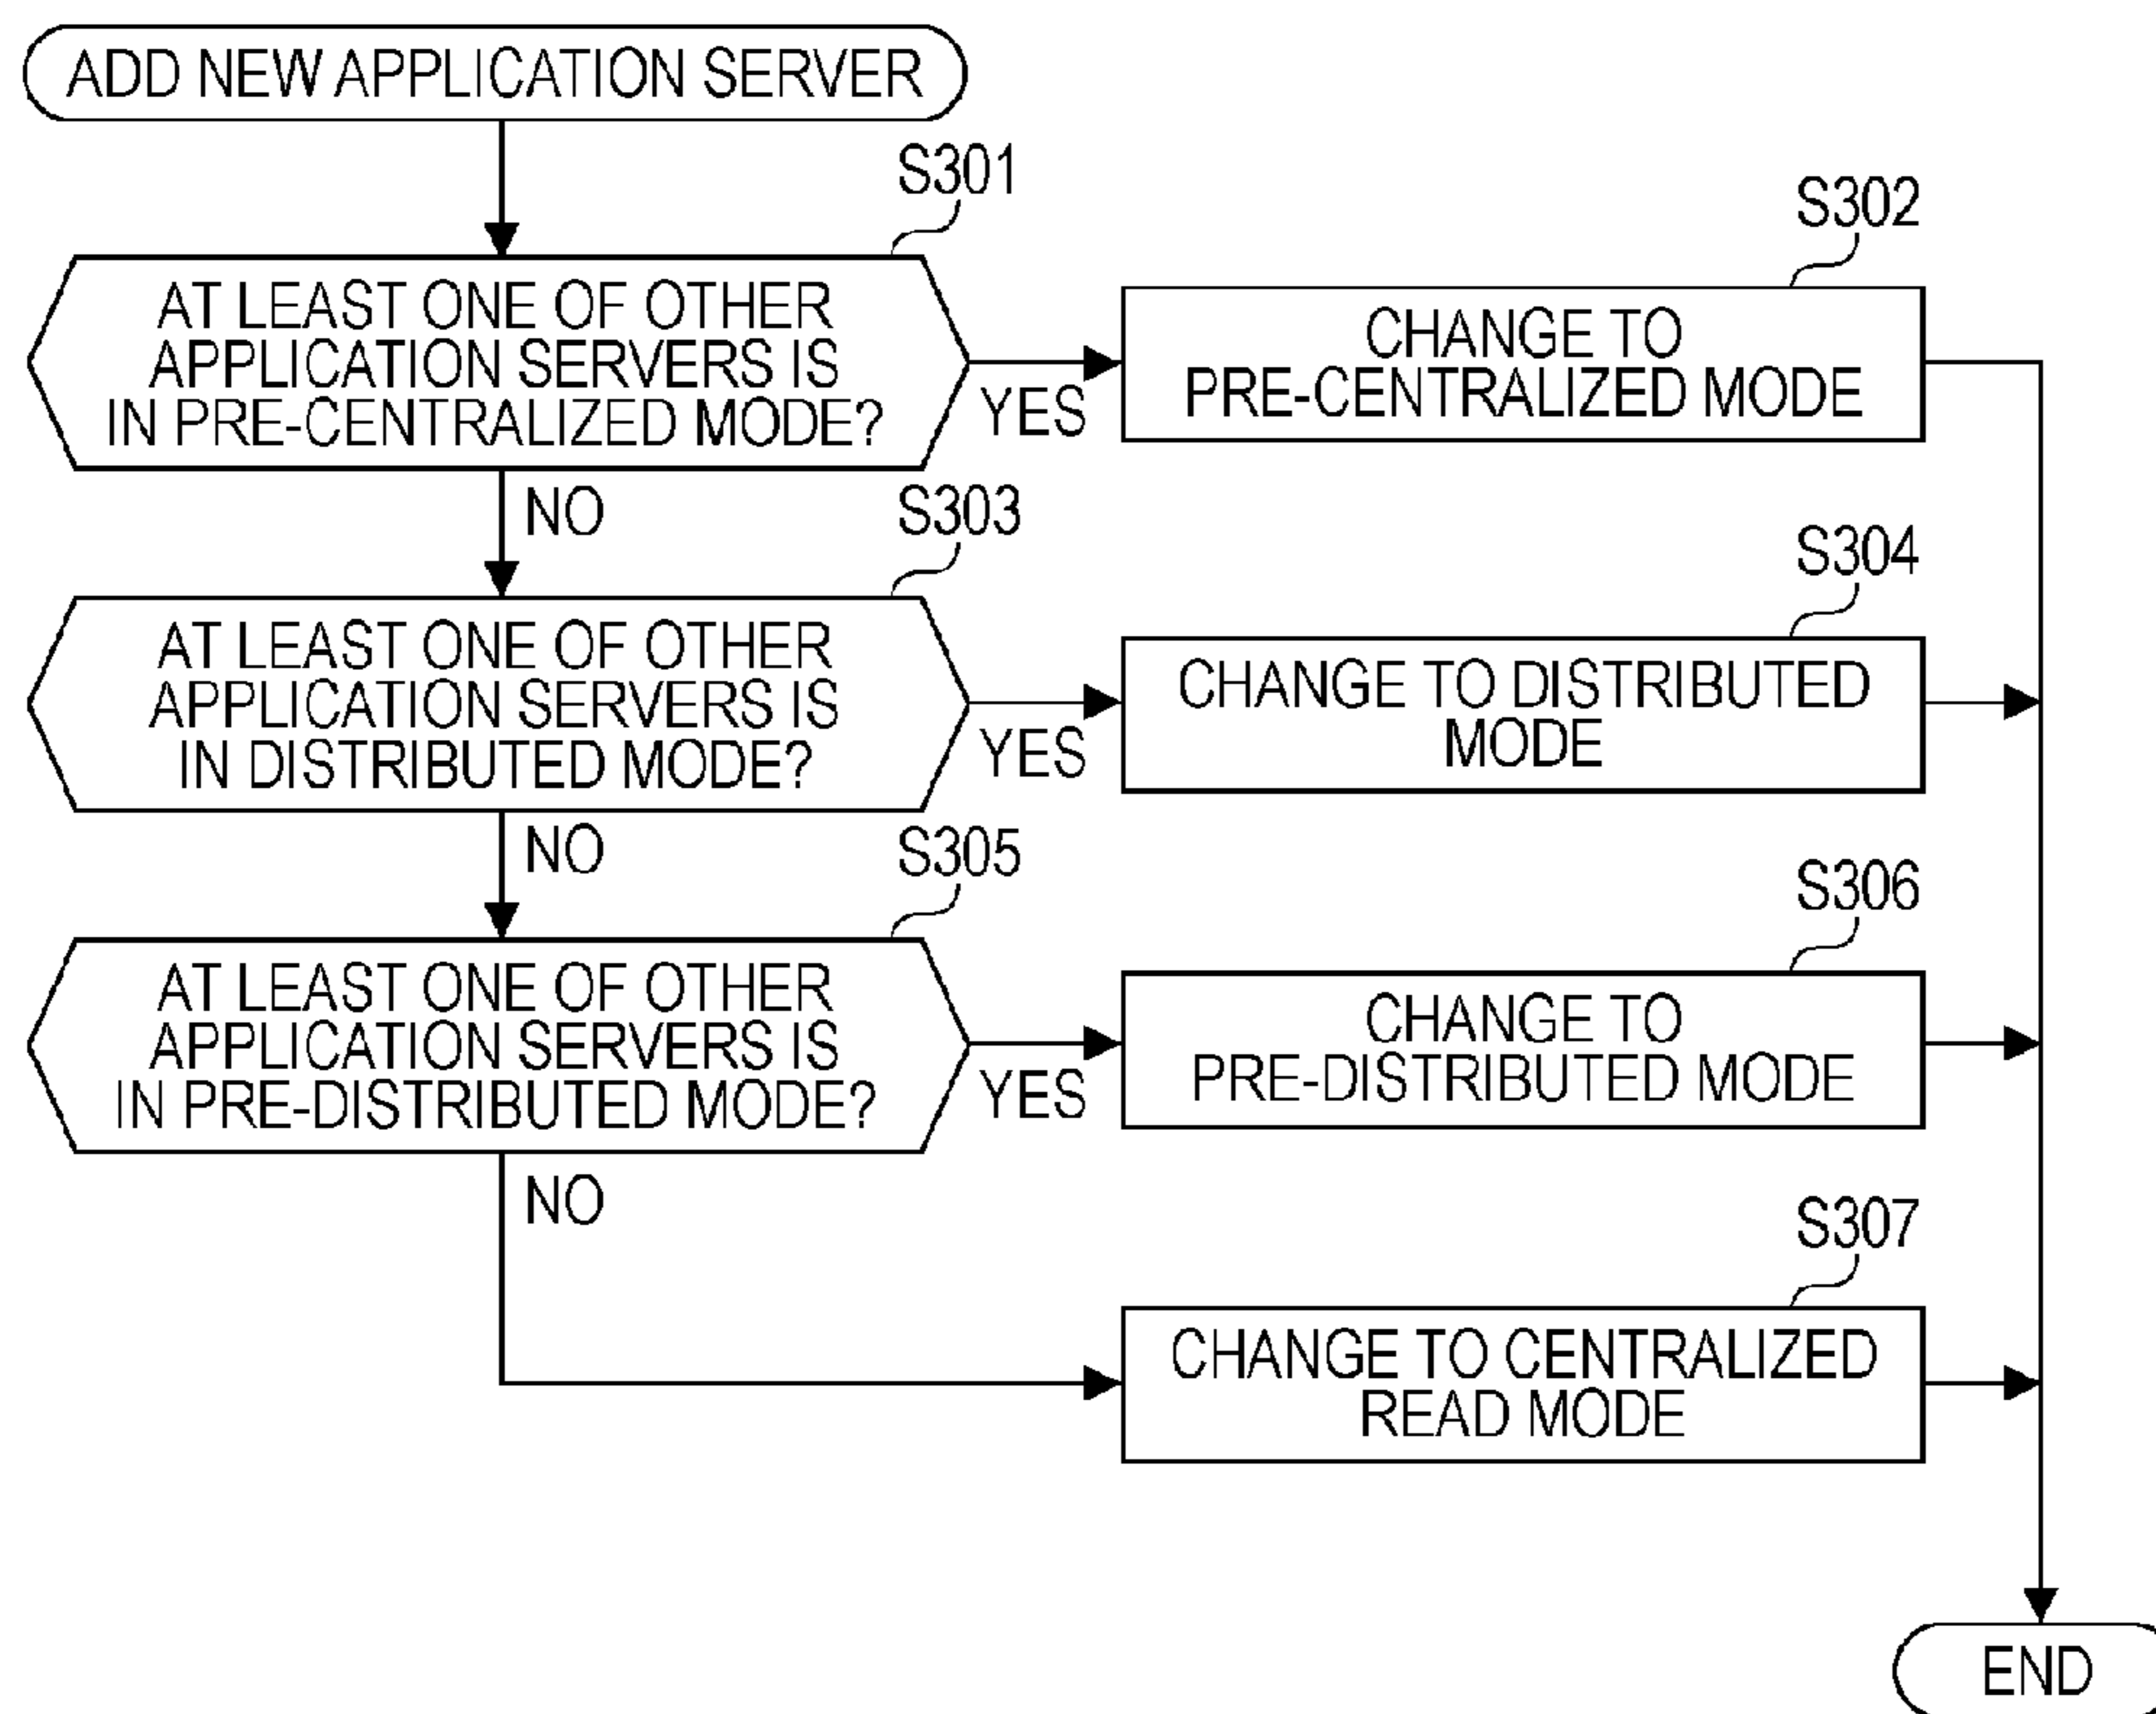 ADD NEW APPLICATION SERVER
S301
AT LEAST ONE OF OTHER
APPLICATION SERVERS IS
IN PRE-CENTRALIZED MODE?
YES
S302
CHANGE TO
PRE-CENTRALIZED MODE
NO
S303
AT LEAST ONE OF OTHER
APPLICATION SERVERS IS
IN DISTRIBUTED MODE?
YES
S304
CHANGE TO DISTRIBUTED
MODE
NO
S305
AT LEAST ONE OF OTHER
APPLICATION SERVERS IS
IN PRE-DISTRIBUTED MODE?
YES
S306
CHANGE TO
PRE-DISTRIBUTED MODE
NO
S307
CHANGE TO CENTRALIZED
READ MODE
END